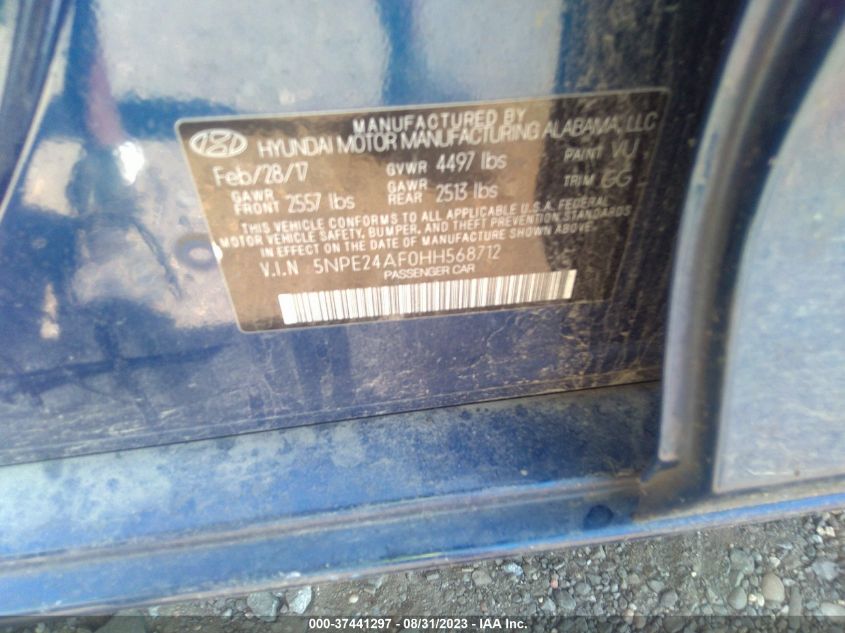 MANUFACTURED BY
HYUNDAI MOTOR MANUFACTURING ALABAMA, LLC
Feb/28/17 GVWR 4497 lbs PAINT VU
GAWR FRONT 2557 lbs GAWR REAR 2513 lbs TRIM GG
THIS VEHICLE CONFORMS TO ALL APPLICABLE U.S.A. FEDERAL
MOTOR VEHICLE SAFETY, BUMPER, AND THEFT PREVENTION STANDARDS
IN EFFECT ON THE DATE OF MANUFACTURE SHOWN ABOVE.
V.I.N 5NPE24AF0HH568712
PASSENGER CAR
000-37441297 - 08/31/2023 - © IAA, Inc.